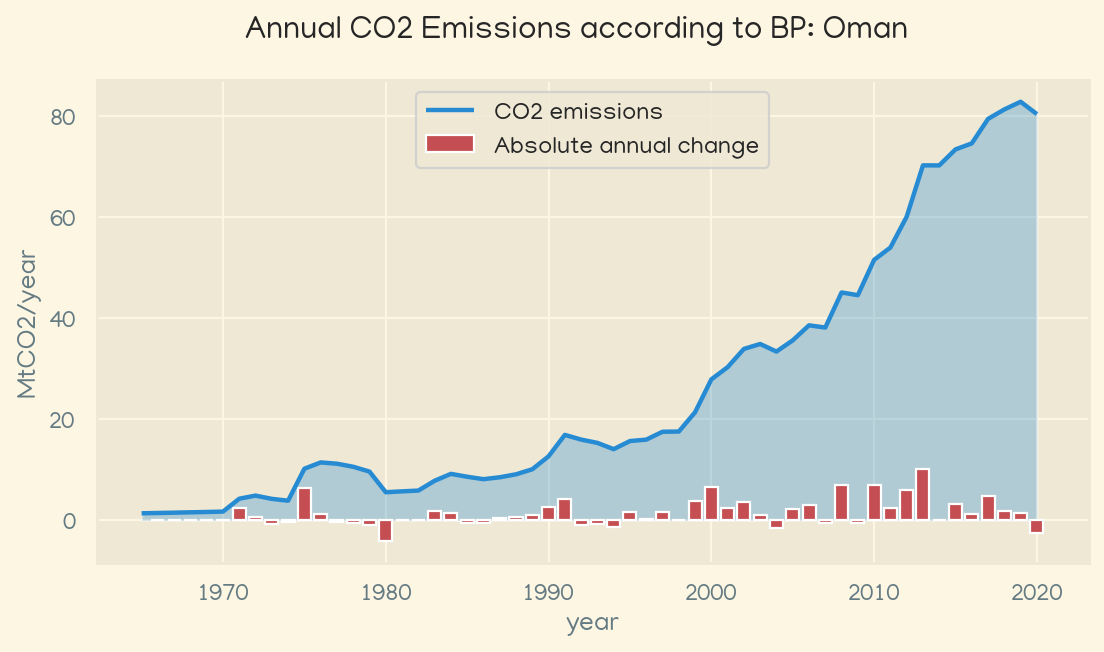 Annual CO2 Emissions according to BP: Oman
CO2 emissions
Absolute annual change
MtCO2/year
80
60
40
20
0
1970 1980 1990 2000 2010 2020
year